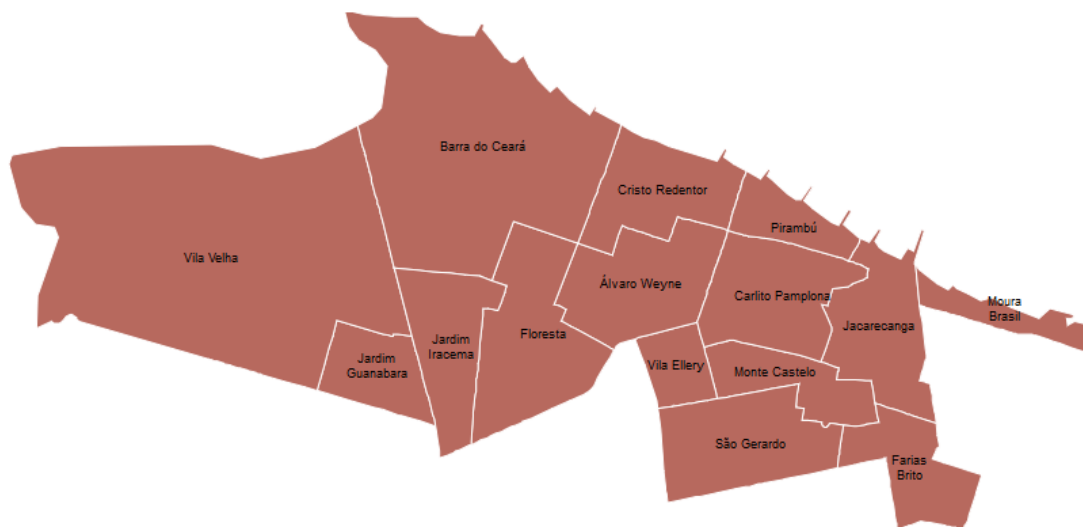 Barra do Ceará
Cristo Redentor
Pirambú
Vila Velha
Álvaro Weyne
Carlito Pamplona
Moura
Brasil
Jacarecanga
Floresta
Jardim
Iracema
Jardim
Guanabara
Vila Ellery
Monte Castelo
São Gerardo
Farias
Brito